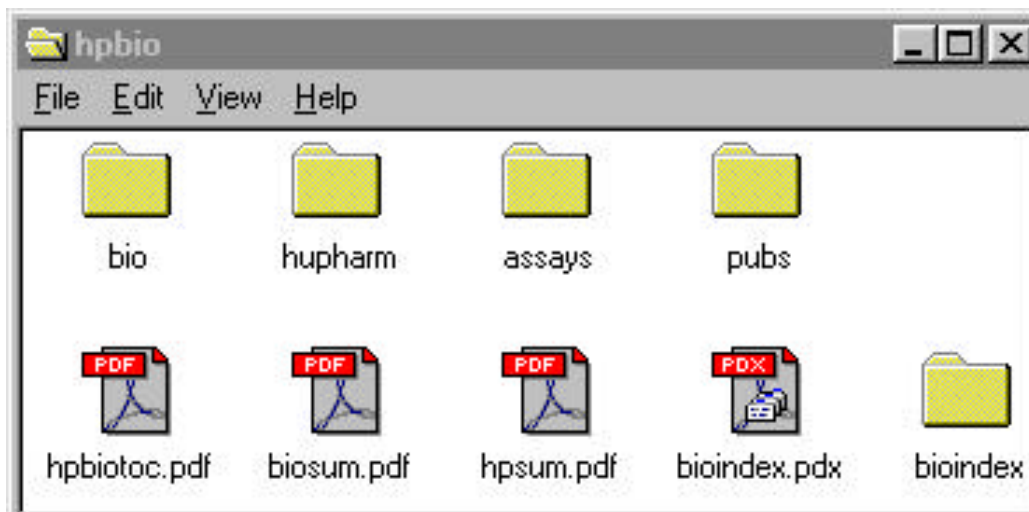 hpbio
File Edit View Help
bio hupharm assays pubs
PDF PDF PDF PDX
hpbiotoc.pdf biosum.pdf hpsum.pdf bioindex.pdx bioindex